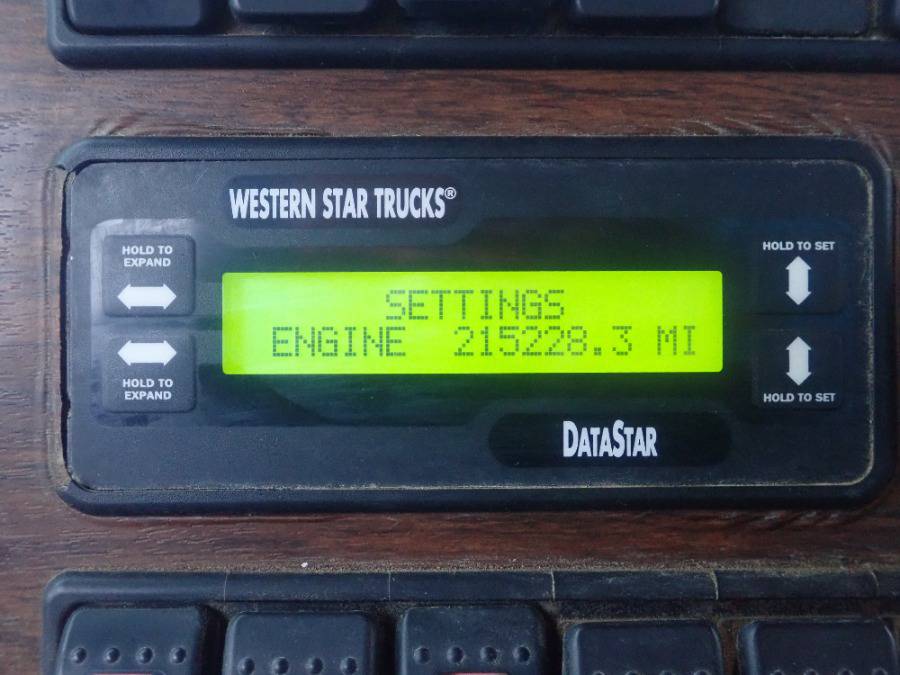 WESTERN STAR TRUCKS®
HOLD TO
EXPAND
HOLD TO SET
SETTINGS
ENGINE 215228.3 MI
HOLD TO
EXPAND
HOLD TO SET
DATASTAR